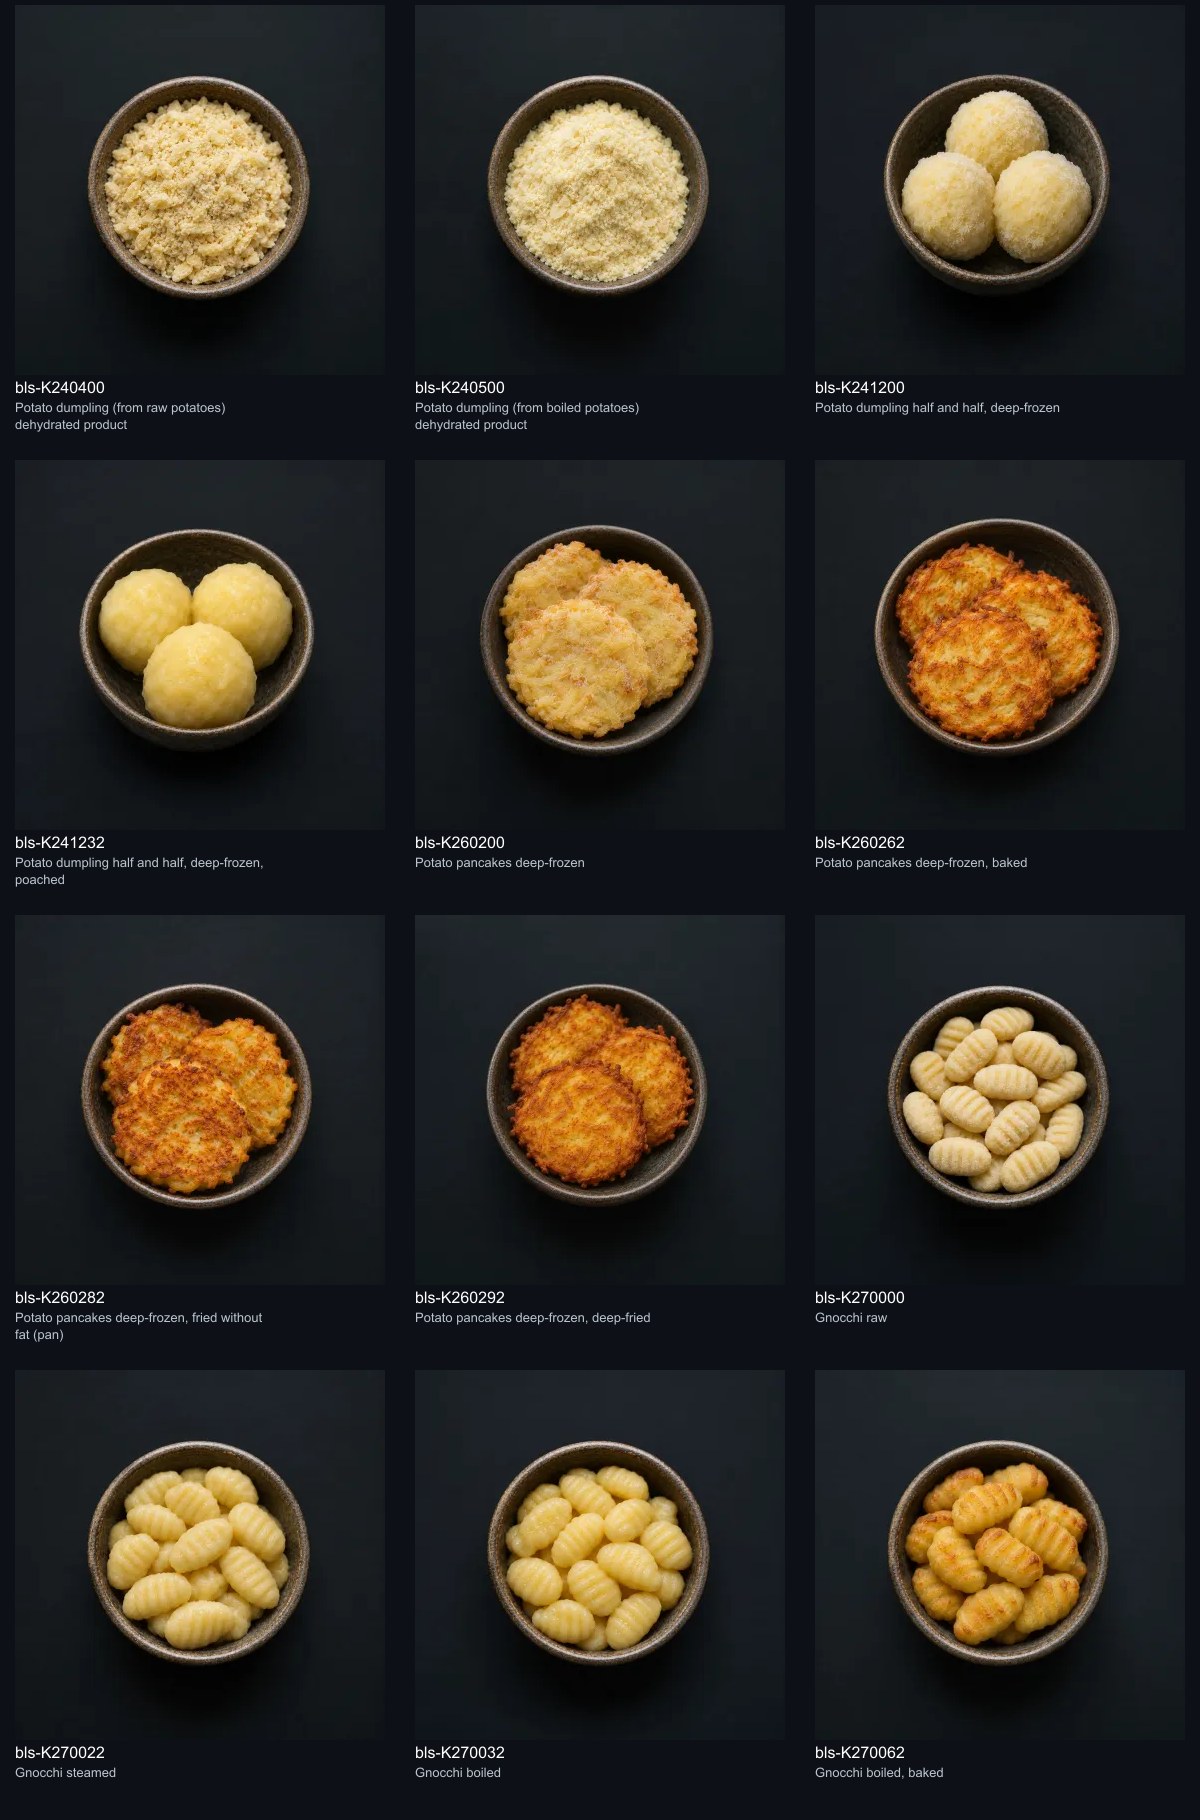 bls-K240400
Potato dumpling (from raw potatoes)
dehydrated product
bls-K240500
Potato dumpling (from boiled potatoes)
dehydrated product
bls-K241200
Potato dumpling half and half, deep-frozen
bls-K241232
Potato dumpling half and half, deep-frozen,
poached
bls-K260200
Potato pancakes deep-frozen
bls-K260262
Potato pancakes deep-frozen, baked
bls-K260282
Potato pancakes deep-frozen, fried without
fat (pan)
bls-K260292
Potato pancakes deep-frozen, deep-fried
bls-K270000
Gnocchi raw
bls-K270022
Gnocchi steamed
bls-K270032
Gnocchi boiled
bls-K270062
Gnocchi boiled, baked